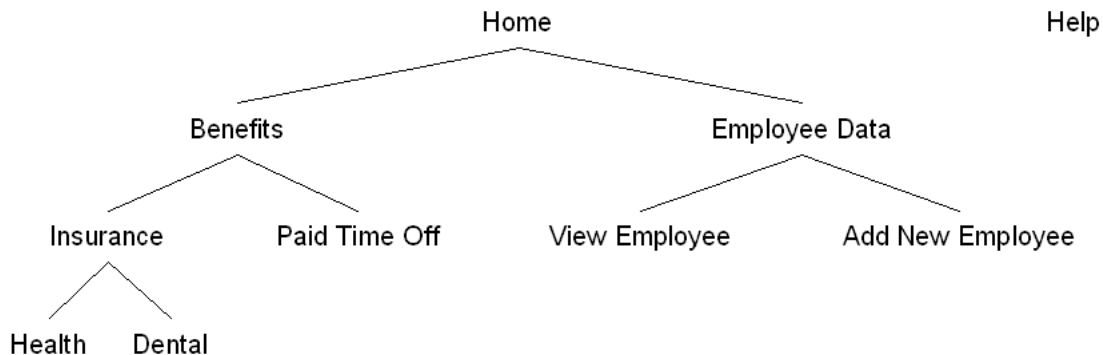 Home
Help
Benefits
Employee Data
Insurance
Paid Time Off
View Employee
Add New Employee
Health
Dental